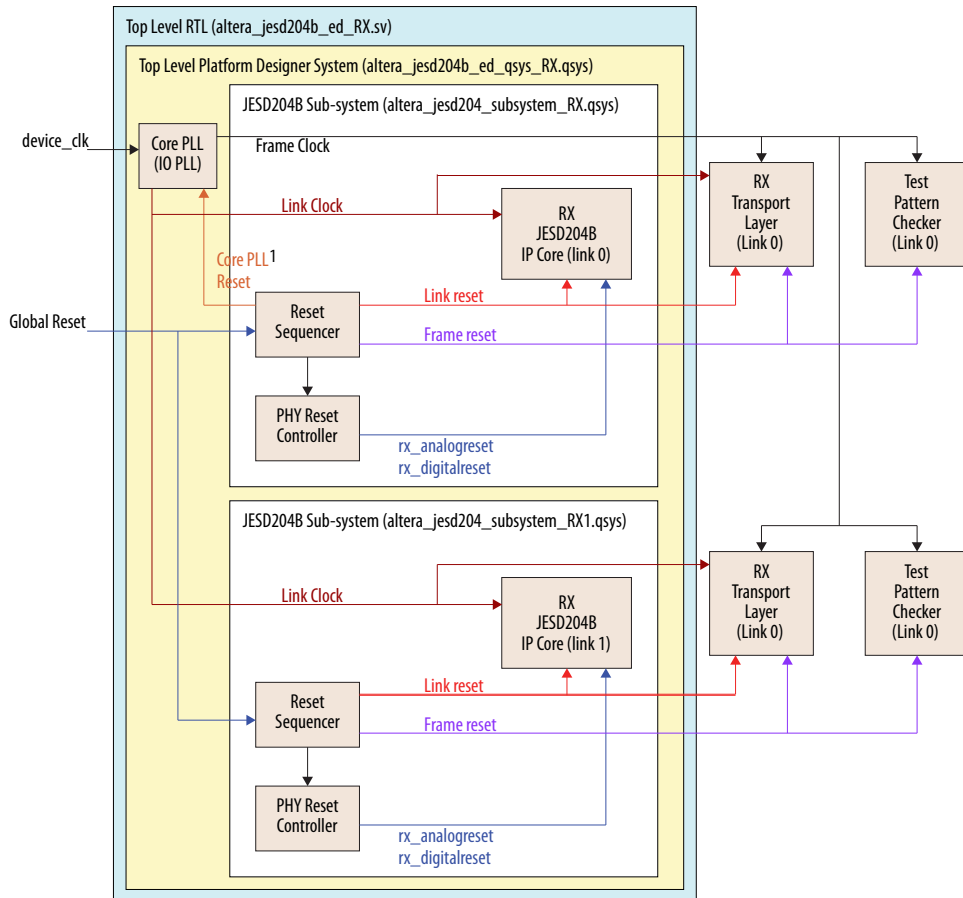 Top Level RTL (altera_jesd204b_ed_RX.sv)
Top Level Platform Designer System (altera_jesd204b_ed_qsys_RX.qsys)
JESD204B Sub-system (altera_jesd204_subsystem_RX.qsys)
device_clk
Core PLL
(IO PLL)
Frame Clock
Link Clock
RX
JESD204B
IP Core (link 0)
RX
Transport
Layer
(Link 0)
Test
Pattern
Checker
(Link 0)
Core PLL1
Reset
Global Reset
Reset
Sequencer
Link reset
Frame reset
PHY Reset
Controller
rx_analogreset
rx_digitalreset
JESD204B Sub-system (altera_jesd204_subsystem_RX1.qsys)
Link Clock
RX
JESD204B
IP Core (link 1)
RX
Transport
Layer
(Link 0)
Test
Pattern
Checker
(Link 0)
Reset
Sequencer
Link reset
Frame reset
PHY Reset
Controller
rx_analogreset
rx_digitalreset